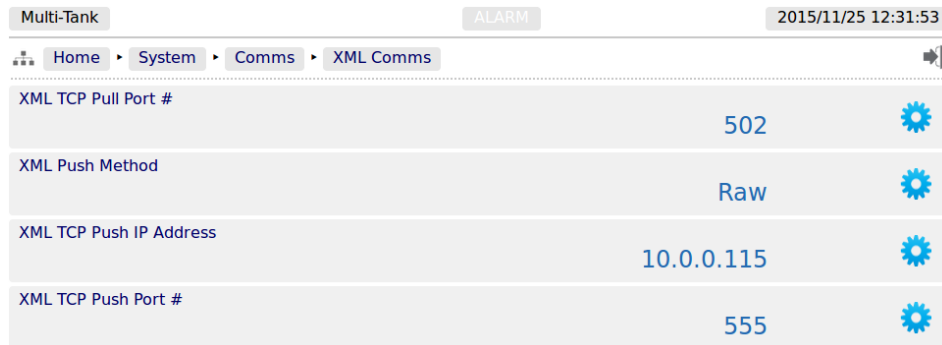 Multi-Tank ALARM 2015/11/25 12:31:53
Home ‣ System ‣ Comms ‣ XML Comms
XML TCP Pull Port #
502
XML Push Method
Raw
XML TCP Push IP Address
10.0.0.115
XML TCP Push Port #
555